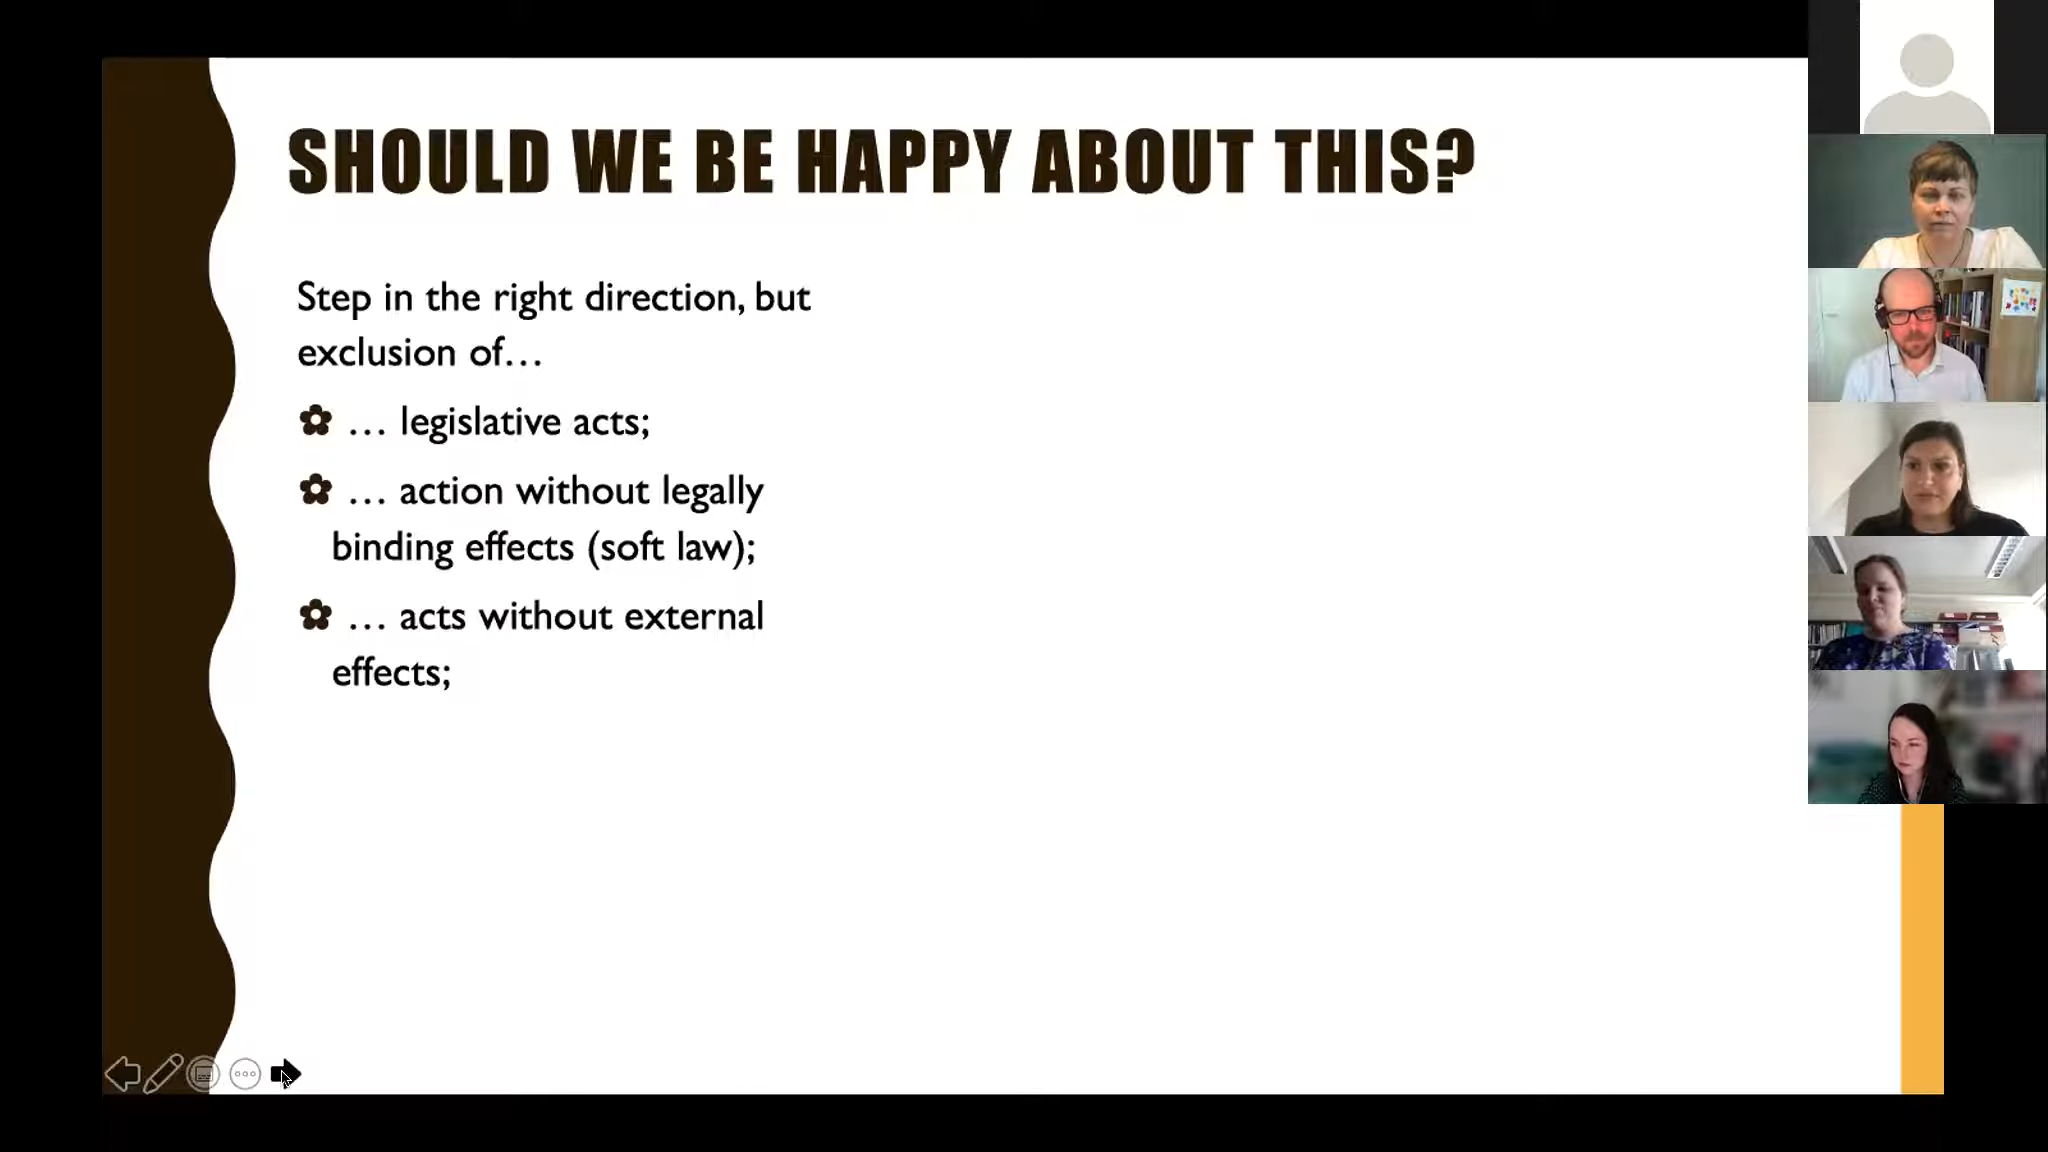 SHOULD WE BE HAPPY ABOUT THIS?
Step in the right direction, but
exclusion of…
… legislative acts;
… action without legally
binding effects (soft law);
… acts without external
effects;